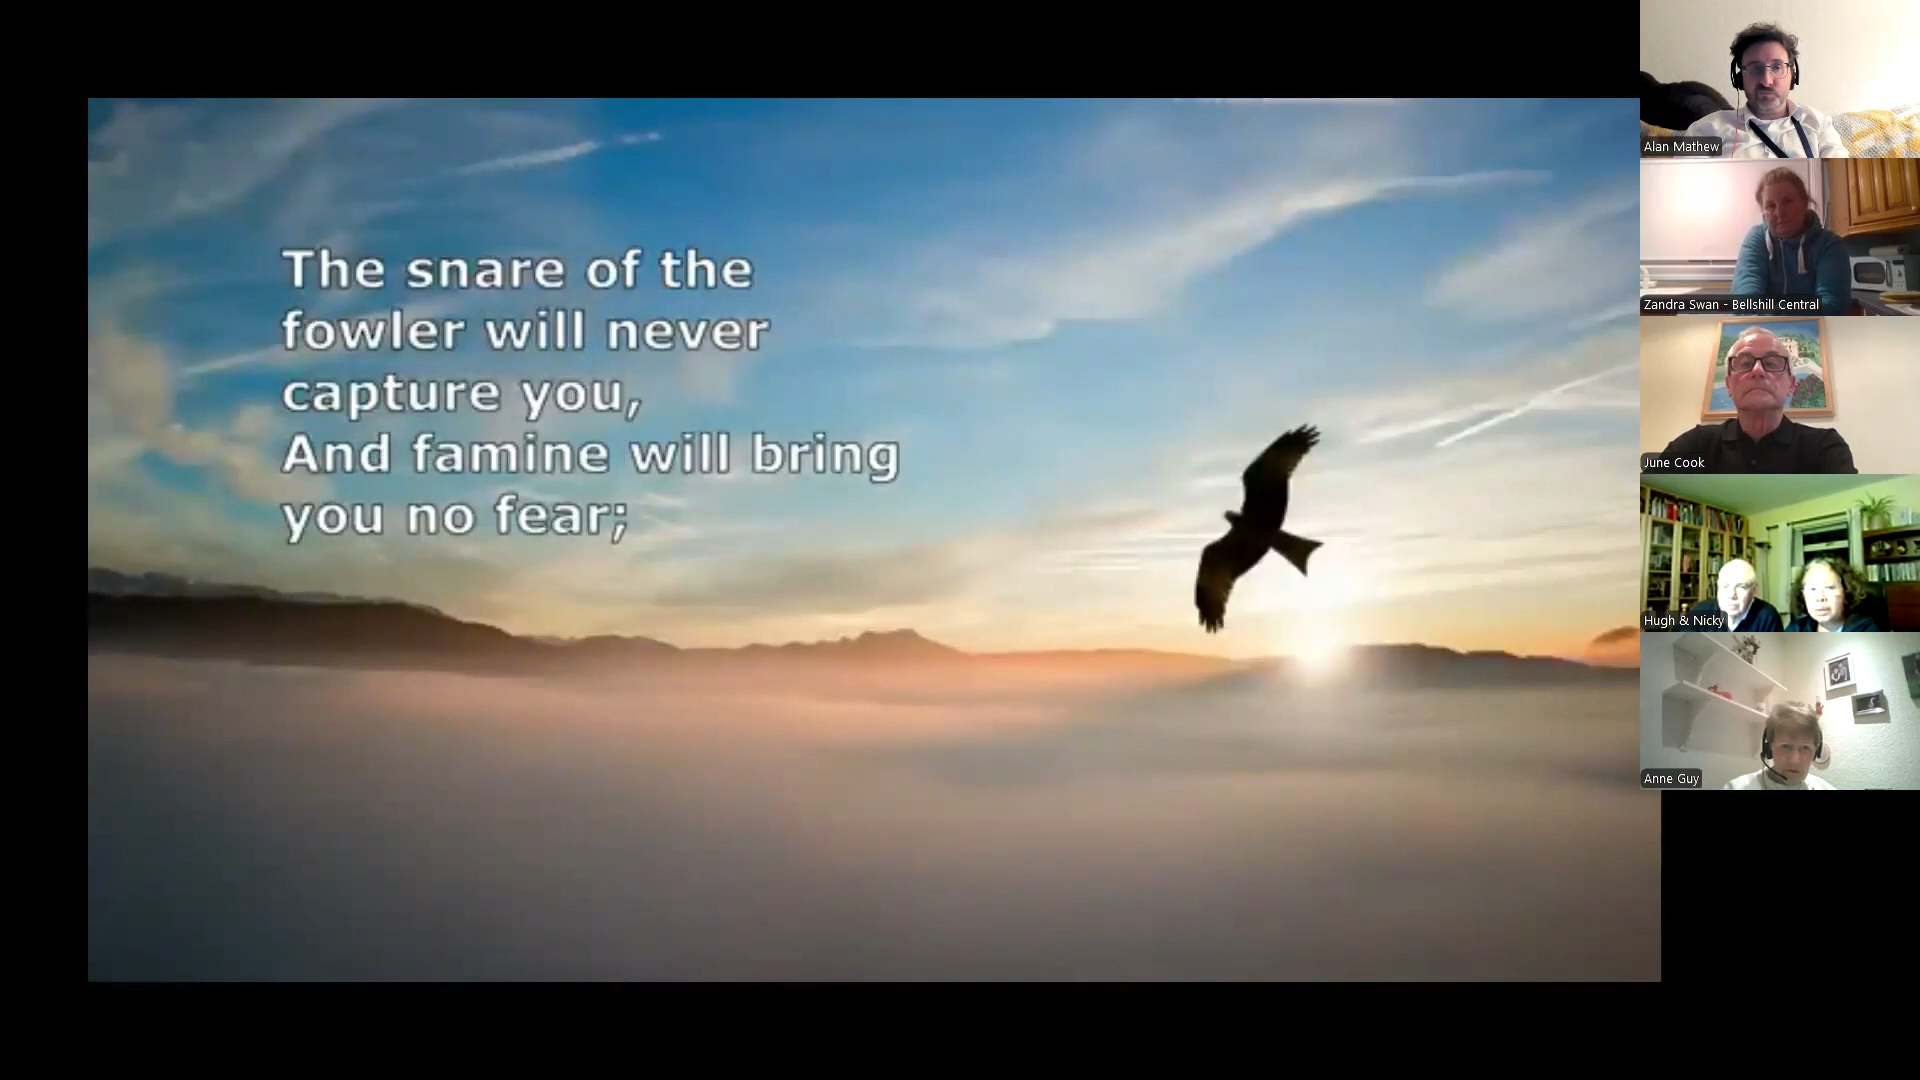 The snare of the
fowler will never
capture you,
And famine will bring
you no fear;
Alan Mathew
Zandra Swan - Bellshill Central
June Cook
Hugh & Nicky
Anne Guy